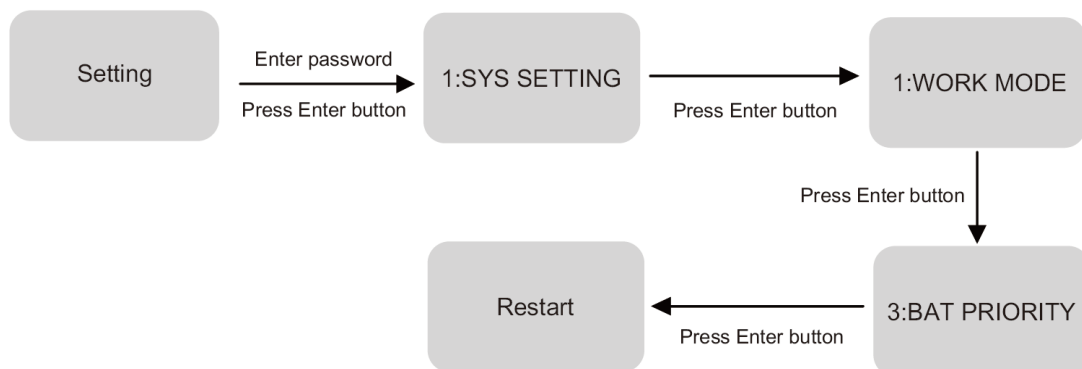 Setting
Enter password
Press Enter button
1:SYS SETTING
Press Enter button
1:WORK MODE
Press Enter button
3:BAT PRIORITY
Press Enter button
Restart